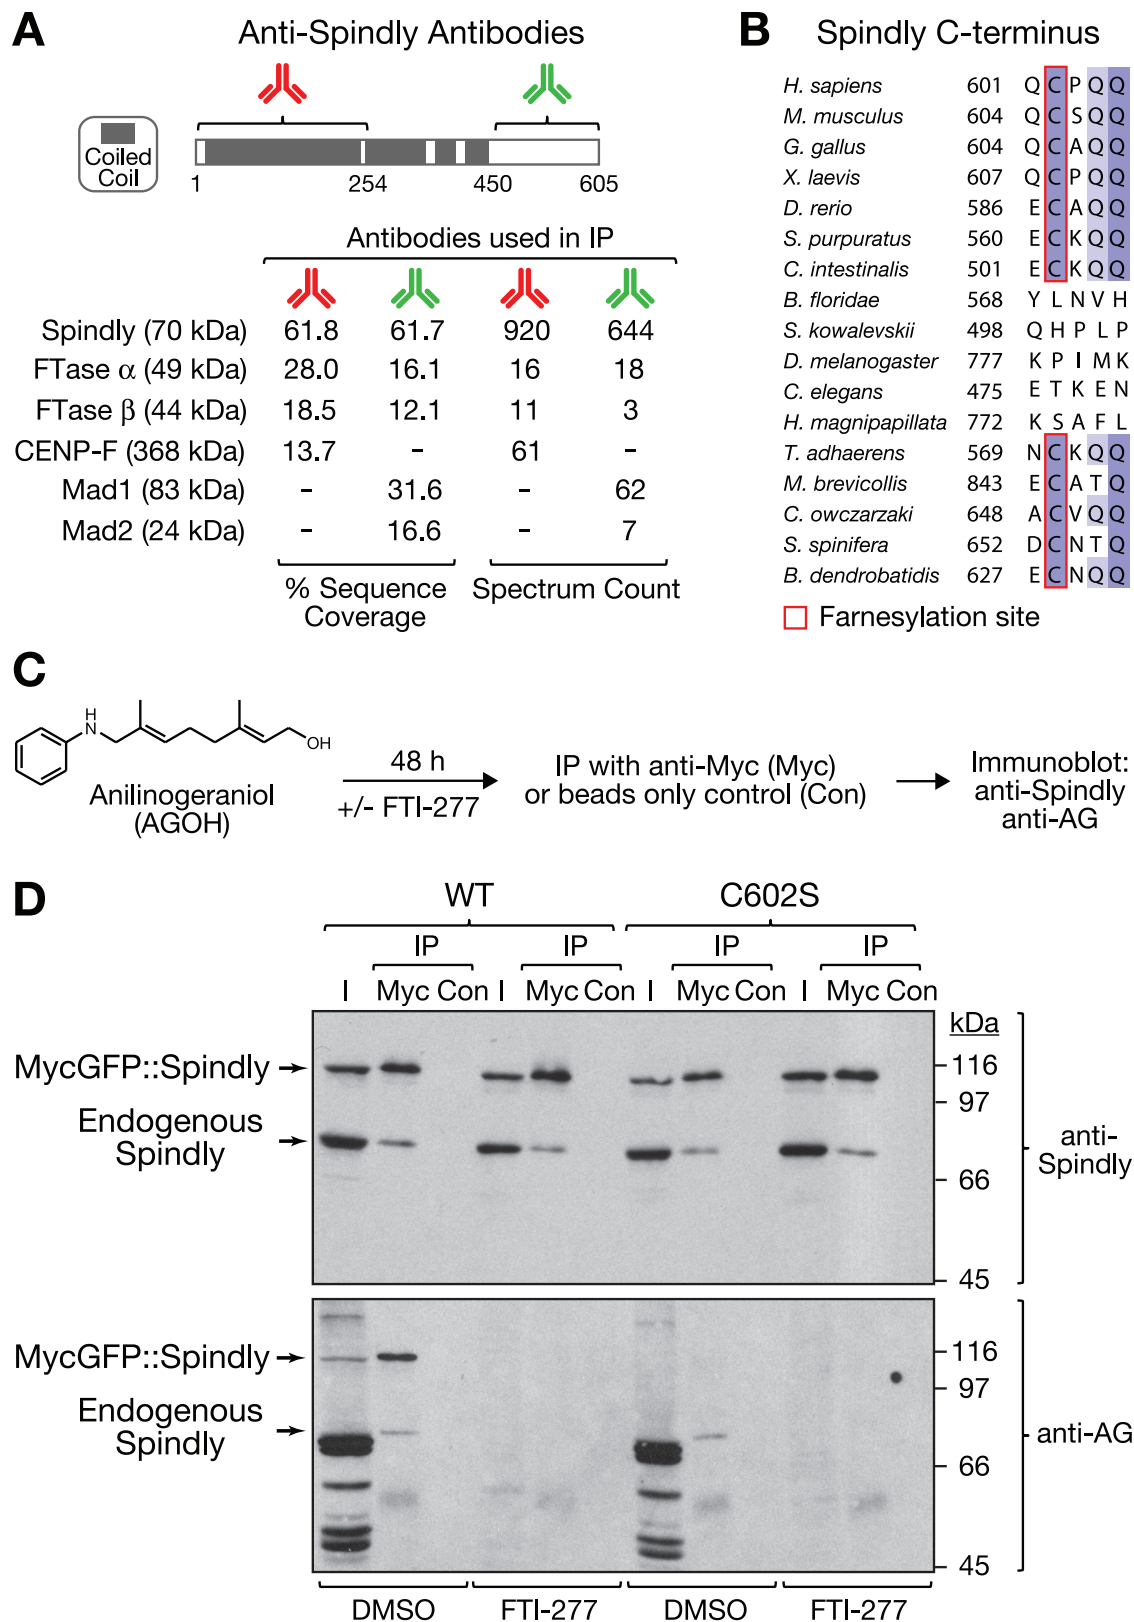 A
Anti-Spindly Antibodies
Coiled
Coil
1 254 450 605
Antibodies used in IP
Spindly (70 kDa) 61.8 61.7 920 644
FTase α (49 kDa) 28.0 16.1 16 18
FTase β (44 kDa) 18.5 12.1 11 3
CENP-F (368 kDa) 13.7 – 61 –
Mad1 (83 kDa) – 31.6 – 62
Mad2 (24 kDa) – 16.6 – 7
% Sequence
Coverage
Spectrum Count
B
Spindly C-terminus
H. sapiens 601 Q C P Q Q
M. musculus 604 Q C S Q Q
G. gallus 604 Q C A Q Q
X. laevis 607 Q C P Q Q
D. rerio 586 E C A Q Q
S. purpuratus 560 E C K Q Q
C. intestinalis 501 E C K Q Q
B. floridae 568 Y L N V H
S. kowalevskii 498 Q H P L P
D. melanogaster 777 K P I M K
C. elegans 475 E T K E N
H. magnipapillata 772 K S A F L
T. adhaerens 569 N C K Q Q
M. brevicollis 843 E C A T Q
C. owczarzaki 648 A C V Q Q
S. spinifera 652 D C N T Q
B. dendrobatidis 627 E C N Q Q
Farnesylation site
C
H
N
OH
Anilinogeraniol
(AGOH)
48 h
+/- FTI-277
IP with anti-Myc (Myc)
or beads only control (Con)
Immunoblot:
anti-Spindly
anti-AG
D
WT C602S
IP IP IP IP
I Myc Con I Myc Con I Myc Con I Myc Con
kDa
MycGFP::Spindly
Endogenous
Spindly
116
97
66
45
anti-
Spindly
MycGFP::Spindly
Endogenous
Spindly
116
97
66
45
anti-AG
DMSO FTI-277 DMSO FTI-277